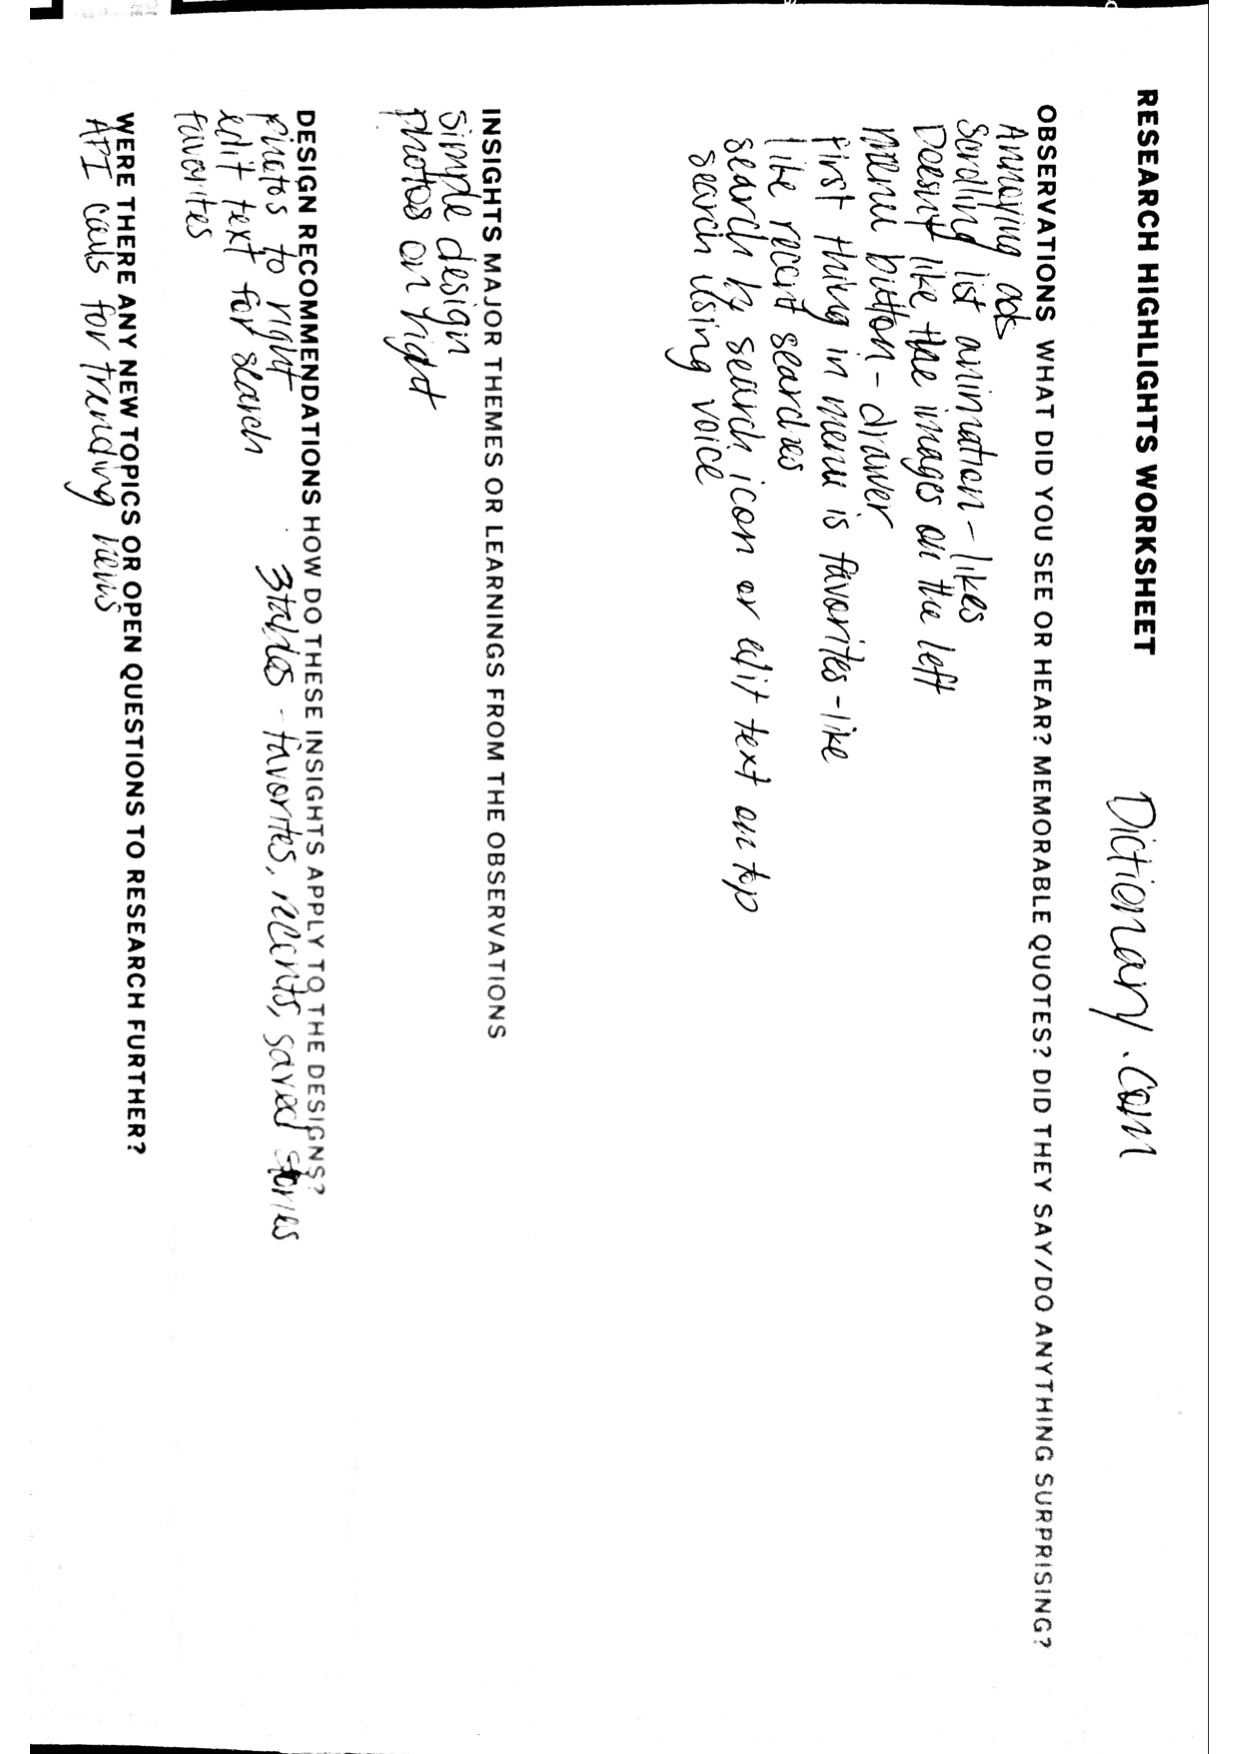 RESEARCH HIGHLIGHTS WORKSHEET Dictionary.com
OBSERVATIONS WHAT DID YOU SEE OR HEAR? MEMORABLE QUOTES? DID THEY SAY/DO ANYTHING SURPRISING?
Annoying ads
Scrolling list animation - likes
Doesn't like the images on the left
menu button - drawer
first thing in menu is favorites - like
like recent searches
search by search icon or edit text on top
search using voice
INSIGHTS MAJOR THEMES OR LEARNINGS FROM THE OBSERVATIONS
simple design
photos on right
DESIGN RECOMMENDATIONS HOW DO THESE INSIGHTS APPLY TO THE DESIGNS?
photos to right 3 tables - favorites, recents, saved stories
edit text for search
favorites
WERE THERE ANY NEW TOPICS OR OPEN QUESTIONS TO RESEARCH FURTHER?
API calls for trending news